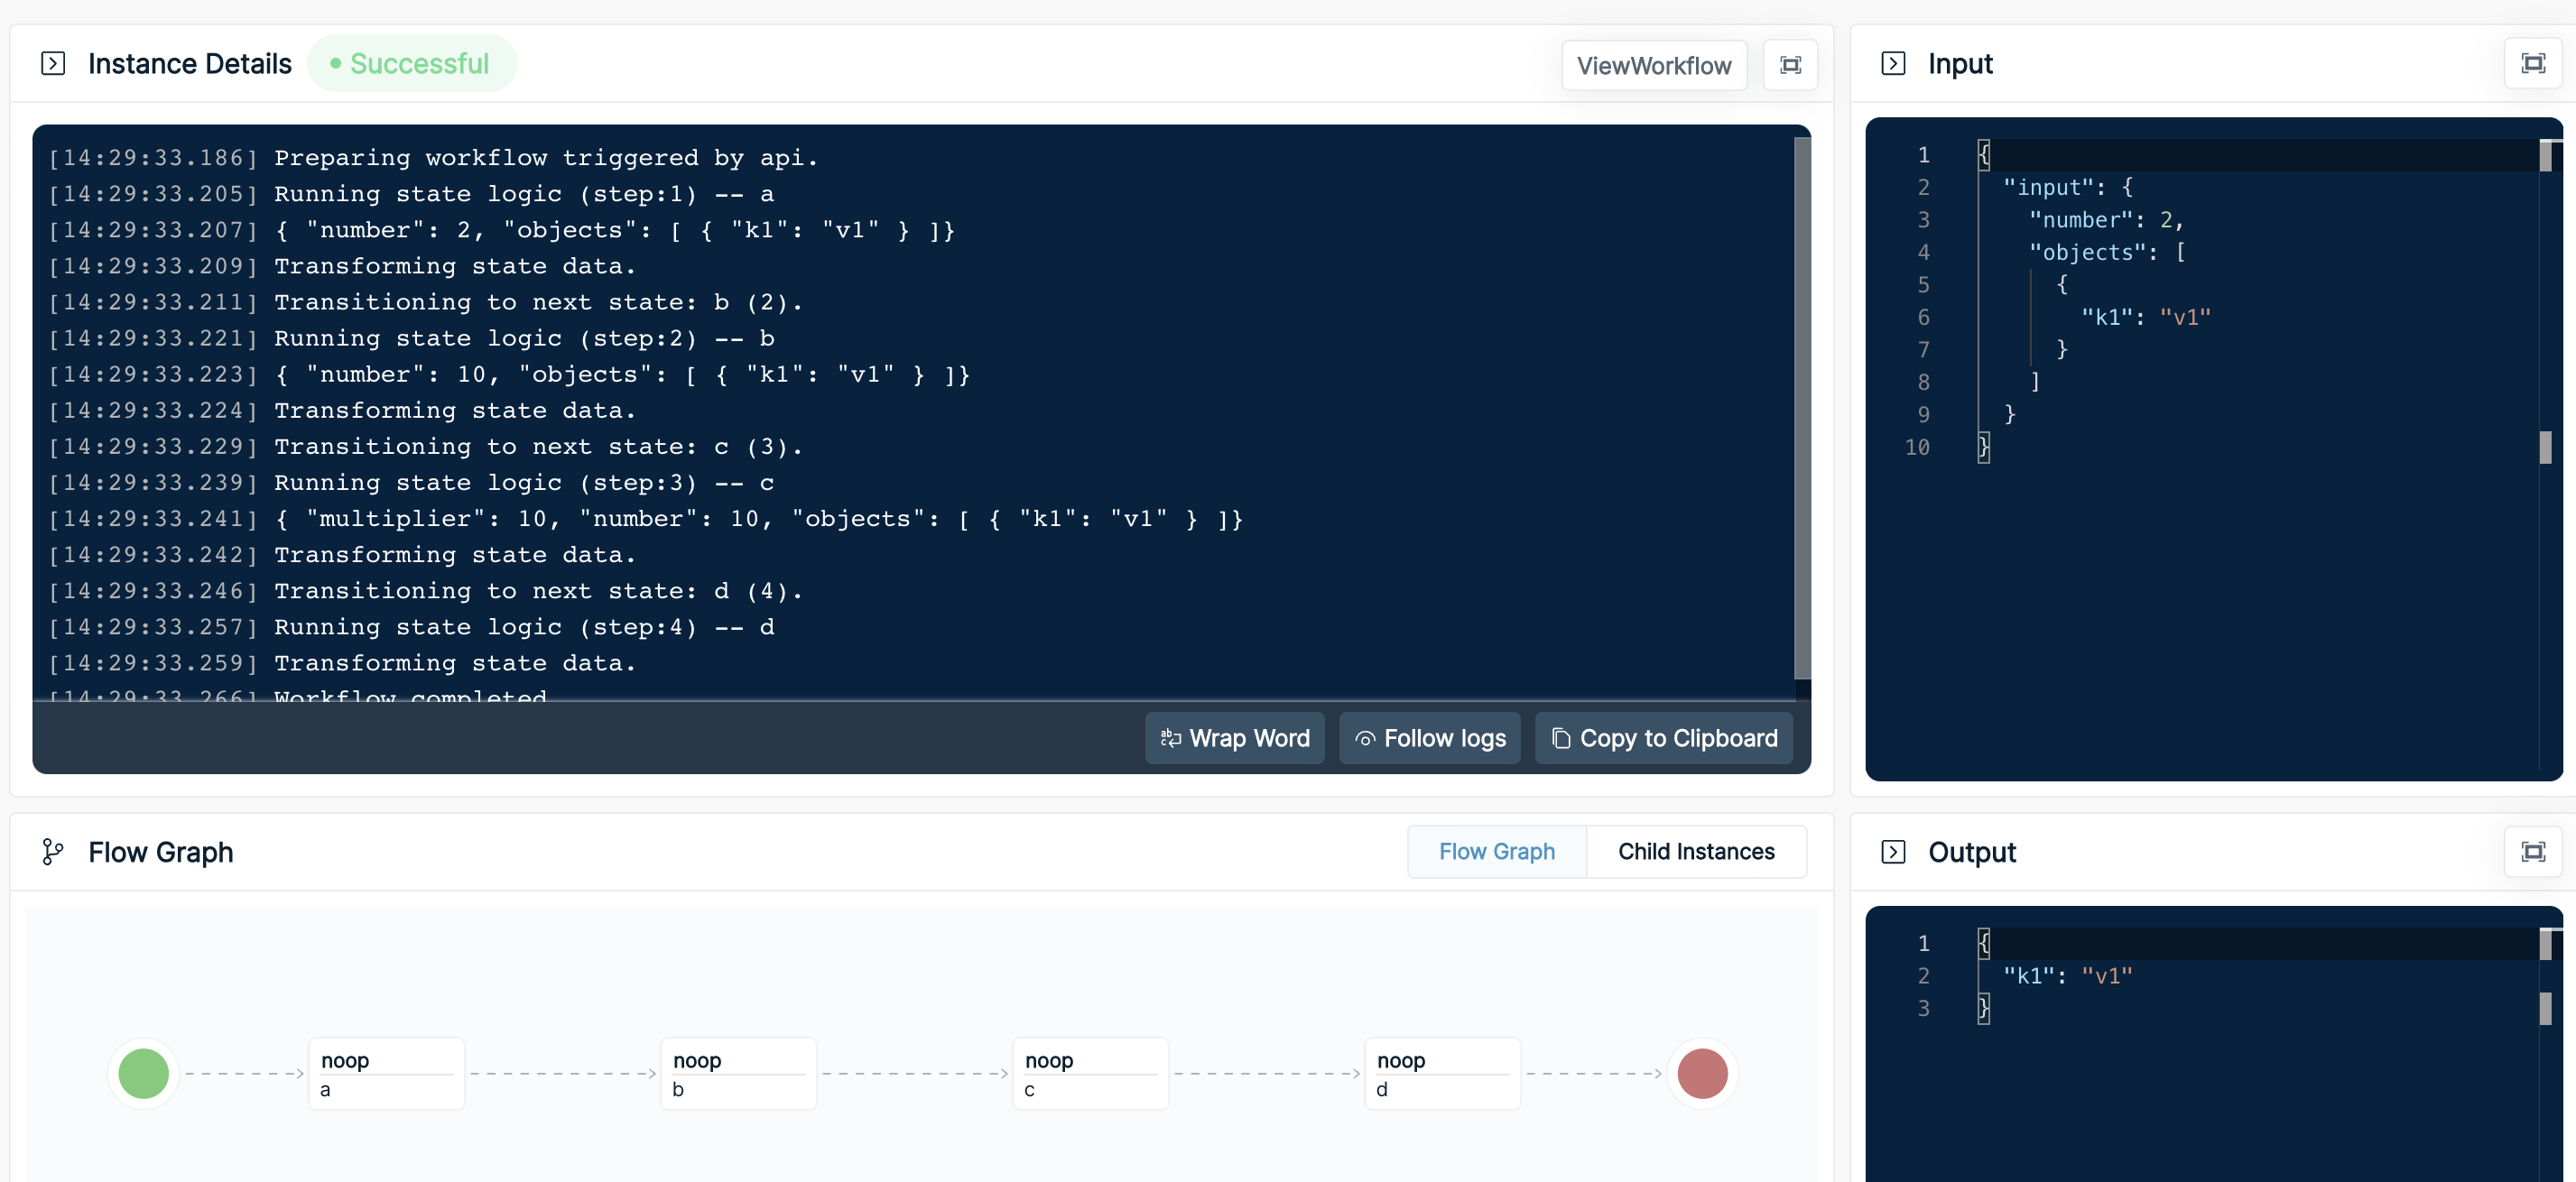 Instance Details
Successful
ViewWorkflow
[14:29:33.186] Preparing workflow triggered by api.
[14:29:33.205] Running state logic (step:1) -- a
[14:29:33.207] { "number": 2, "objects": [ { "k1": "v1" } ]}
[14:29:33.209] Transforming state data.
[14:29:33.211] Transitioning to next state: b (2).
[14:29:33.221] Running state logic (step:2) -- b
[14:29:33.223] { "number": 10, "objects": [ { "k1": "v1" } ]}
[14:29:33.224] Transforming state data.
[14:29:33.229] Transitioning to next state: c (3).
[14:29:33.239] Running state logic (step:3) -- c
[14:29:33.241] { "multiplier": 10, "number": 10, "objects": [ { "k1": "v1" } ]}
[14:29:33.242] Transforming state data.
[14:29:33.246] Transitioning to next state: d (4).
[14:29:33.257] Running state logic (step:4) -- d
[14:29:33.259] Transforming state data.
[14:29:33.266] Workflow completed
Wrap Word
Follow logs
Copy to Clipboard
Input
1 {
2 "input": {
3 "number": 2,
4 "objects": [
5 {
6 "k1": "v1"
7 }
8 ]
9 }
10 }
Flow Graph
Flow Graph
Child Instances
noop
a
noop
b
noop
c
noop
d
Output
1 {
2 "k1": "v1"
3 }